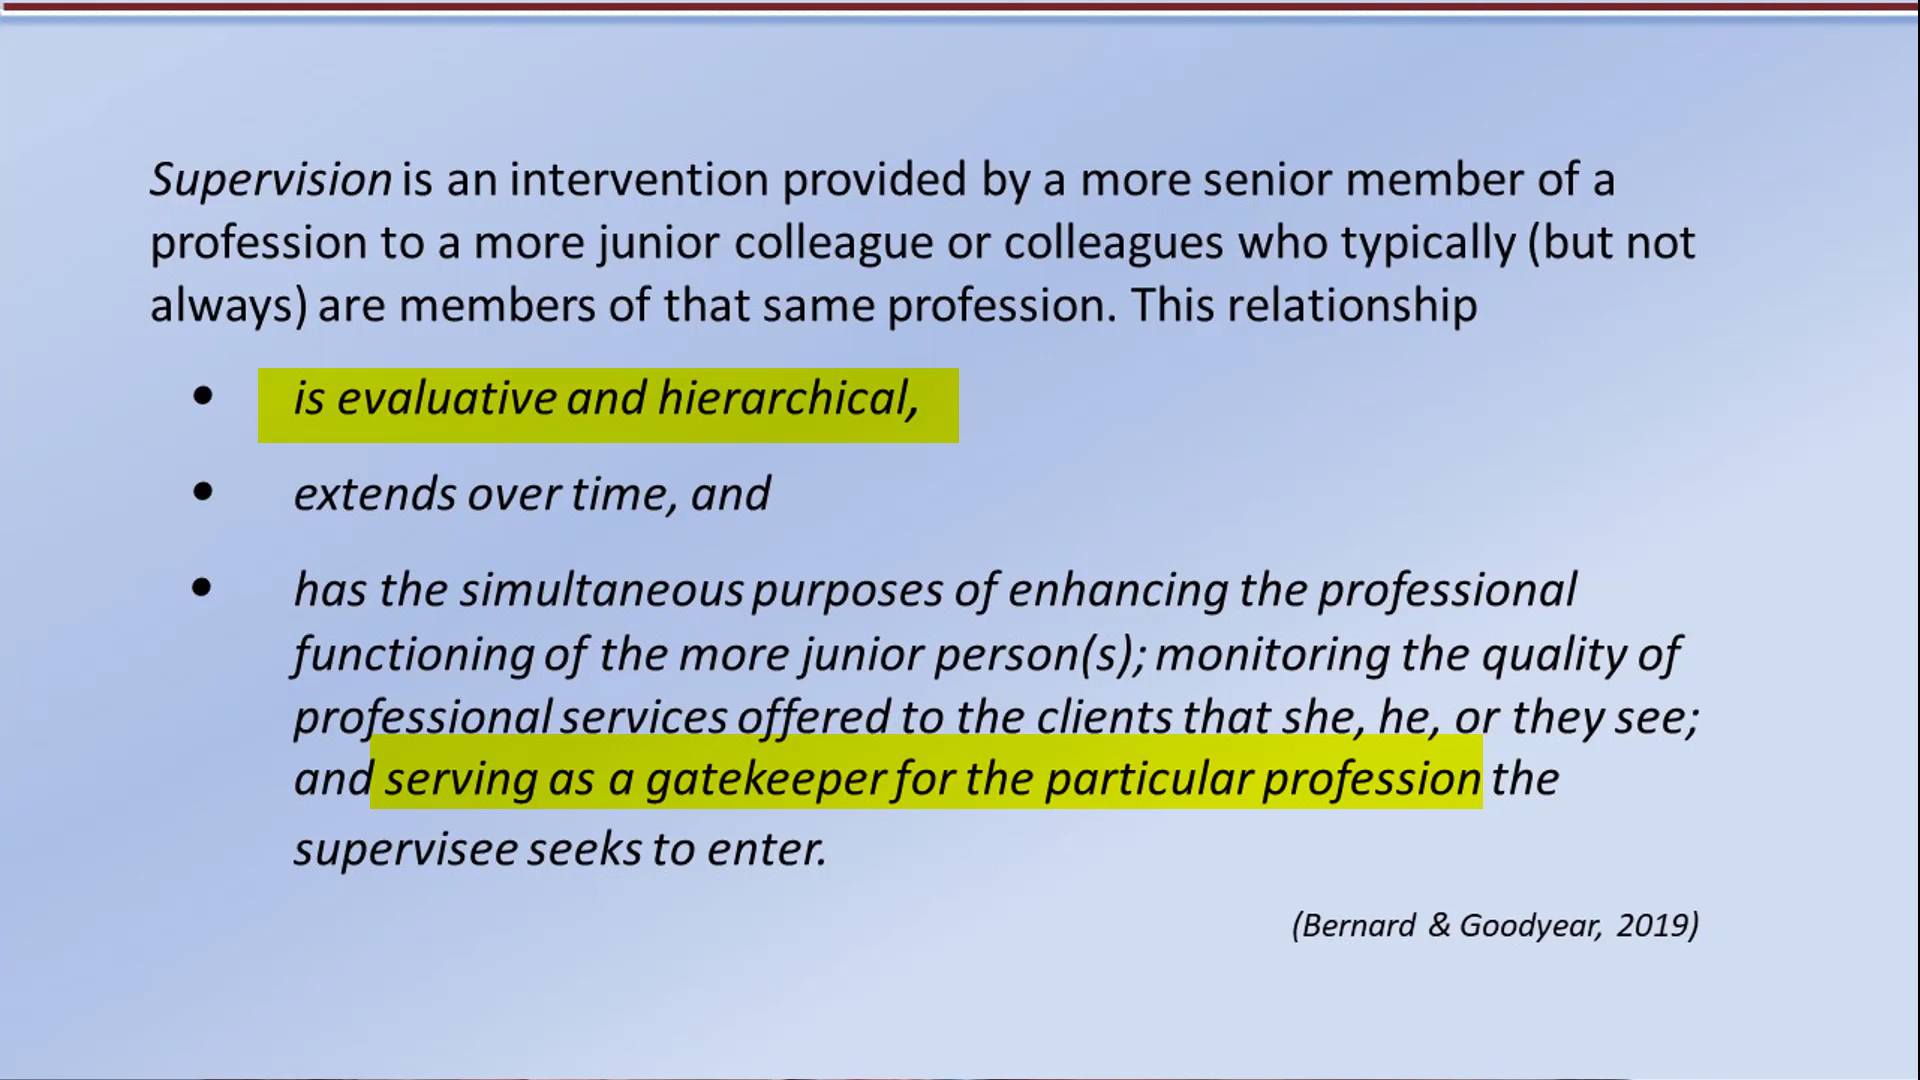 Supervision is an intervention provided by a more senior member of a
profession to a more junior colleague or colleagues who typically (but not
always) are members of that same profession. This relationship
• is evaluative and hierarchical,
• extends over time, and
• has the simultaneous purposes of enhancing the professional
functioning of the more junior person(s); monitoring the quality of
professional services offered to the clients that she, he, or they see;
and serving as a gatekeeper for the particular profession the
supervisee seeks to enter.
(Bernard & Goodyear, 2019)